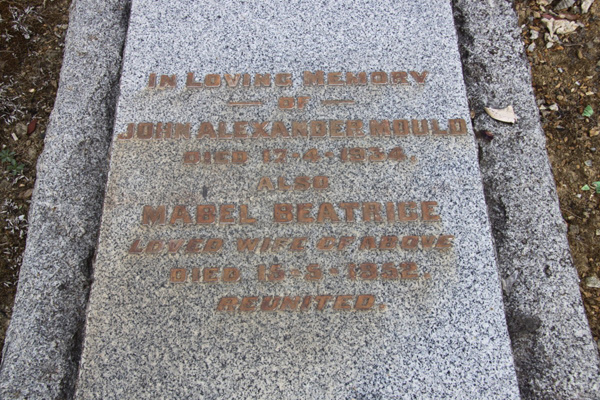 IN LOVING MEMORY
— OF —
JOHN ALEXANDER MOULD
DIED 17-4-1934.
ALSO
MABEL BEATRICE
LOVED WIFE OF ABOVE
DIED 15-5-1952.
REUNITED.